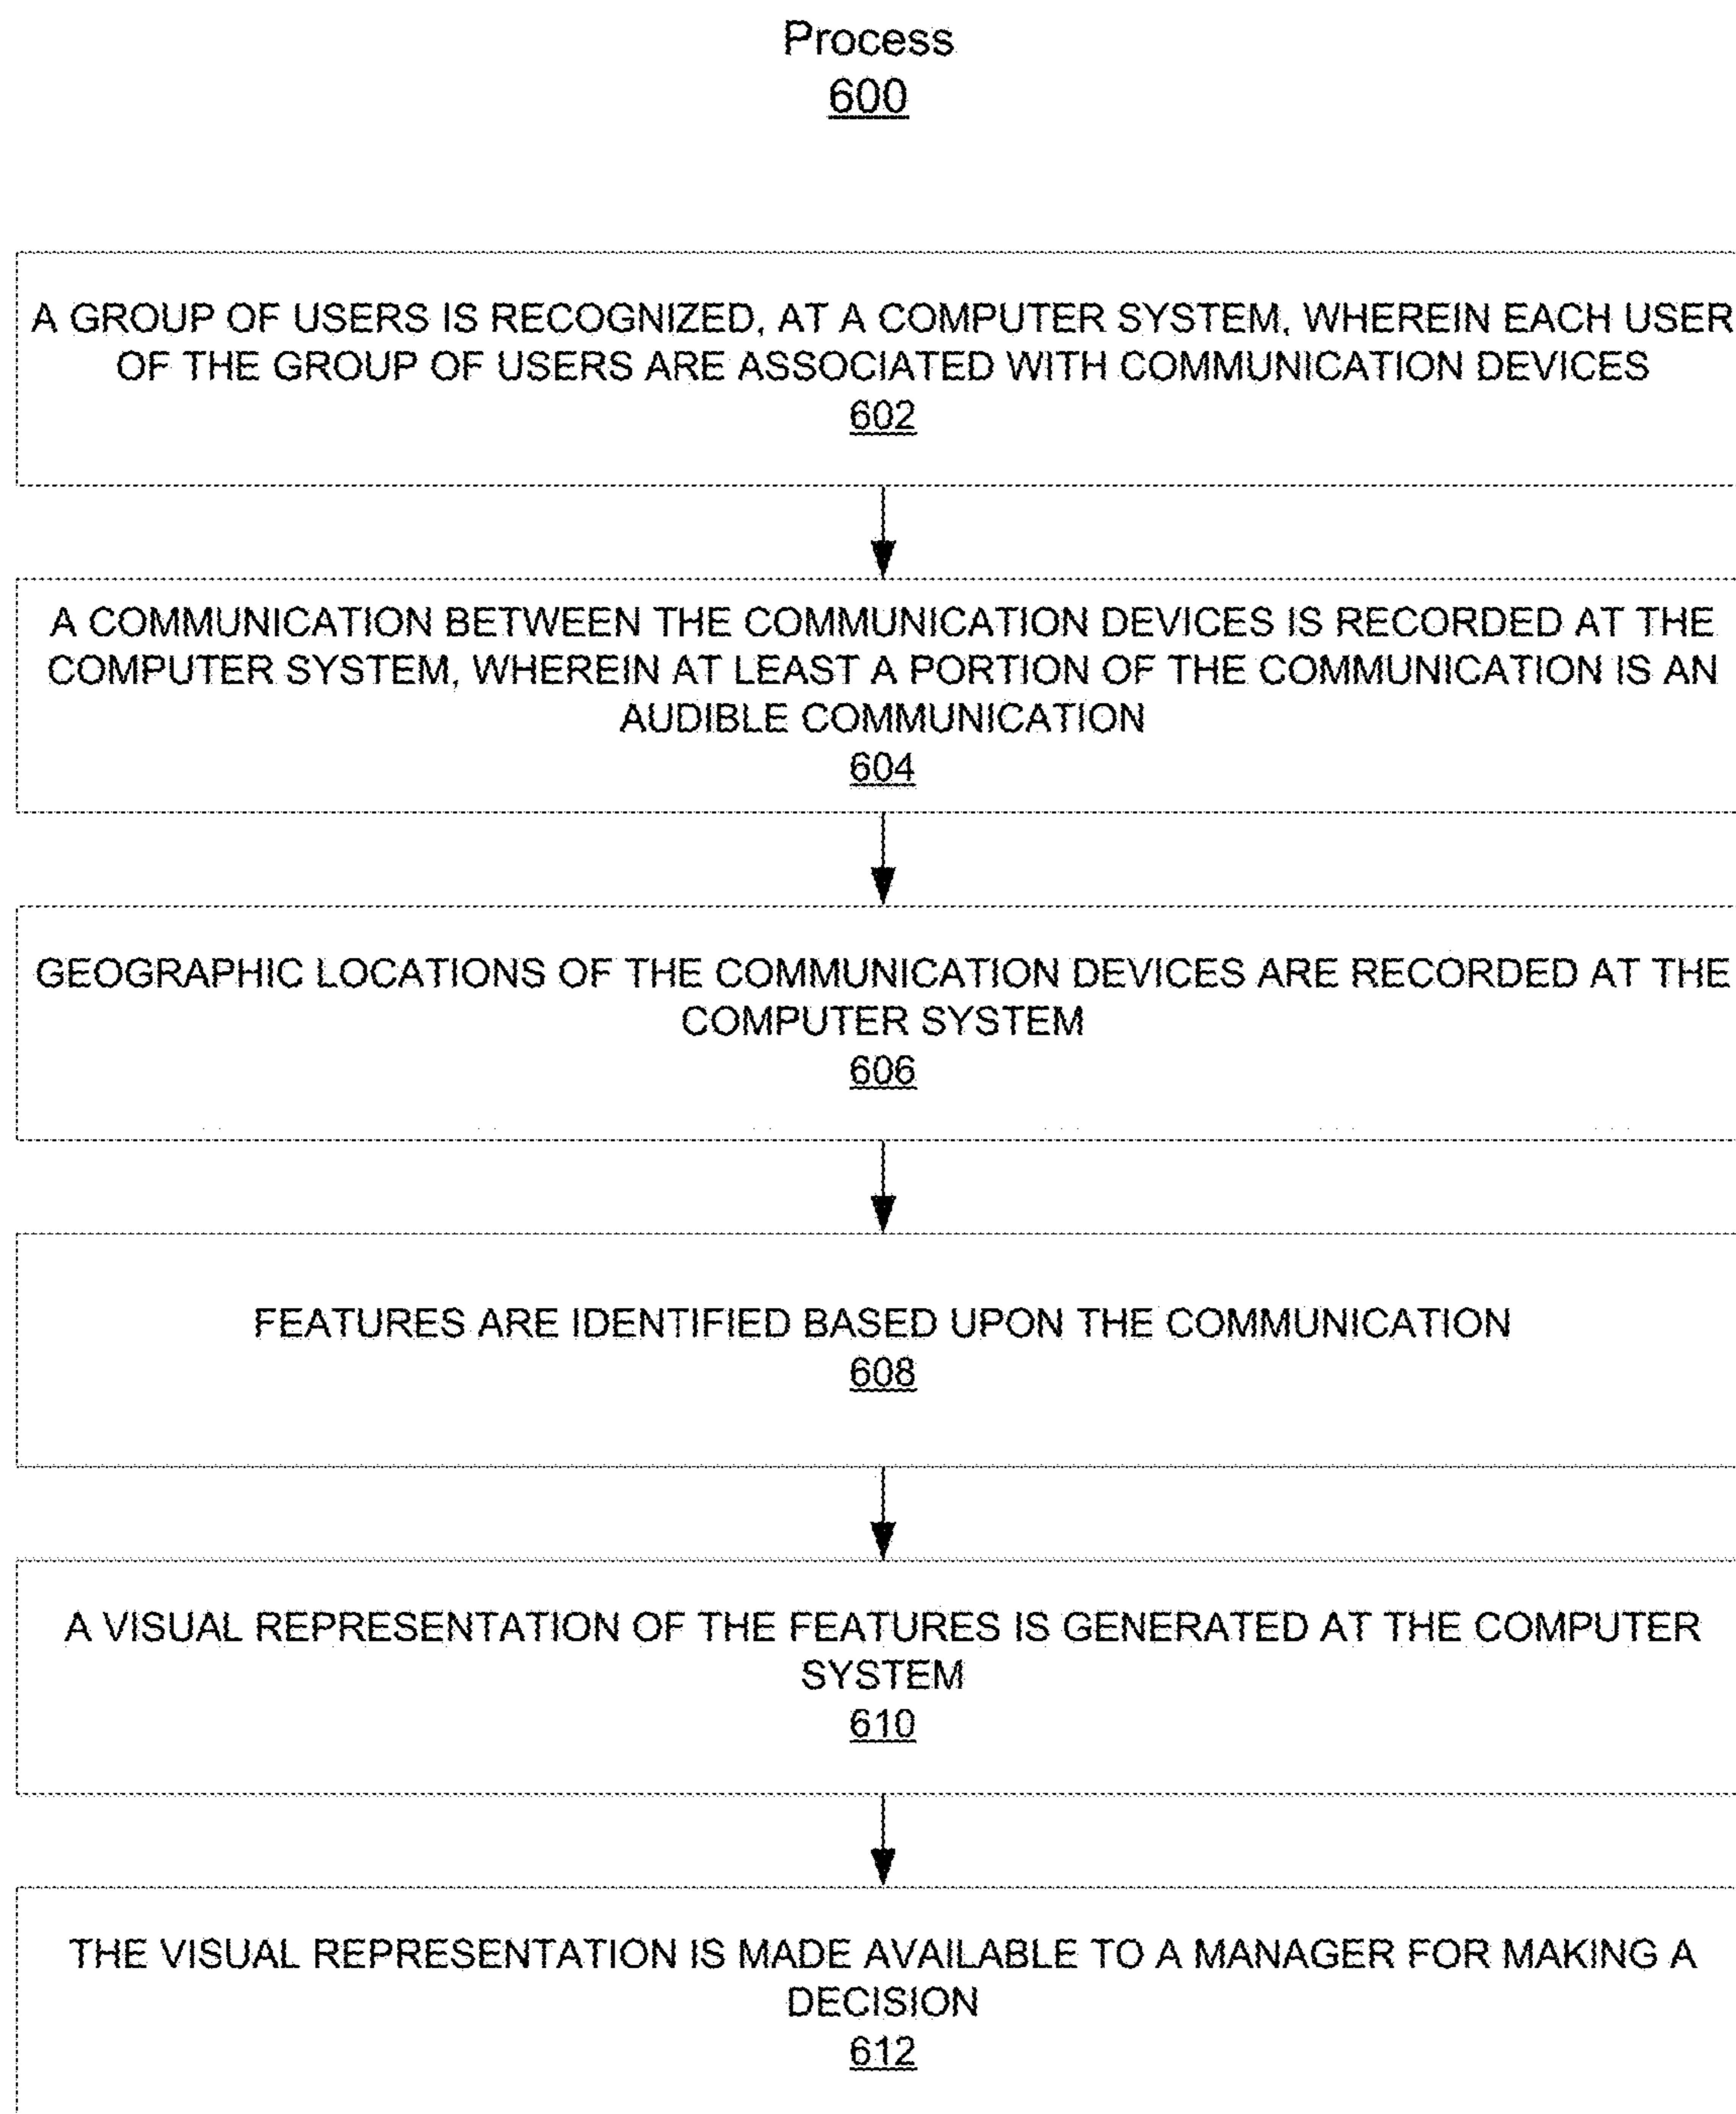 Process
600
A GROUP OF USERS IS RECOGNIZED, AT A COMPUTER SYSTEM, WHEREIN EACH USER
OF THE GROUP OF USERS ARE ASSOCIATED WITH COMMUNICATION DEVICES
602
A COMMUNICATION BETWEEN THE COMMUNICATION DEVICES IS RECORDED AT THE
COMPUTER SYSTEM, WHEREIN AT LEAST A PORTION OF THE COMMUNICATION IS AN
AUDIBLE COMMUNICATION
604
GEOGRAPHIC LOCATIONS OF THE COMMUNICATION DEVICES ARE RECORDED AT THE
COMPUTER SYSTEM
606
FEATURES ARE IDENTIFIED BASED UPON THE COMMUNICATION
608
A VISUAL REPRESENTATION OF THE FEATURES IS GENERATED AT THE COMPUTER
SYSTEM
610
THE VISUAL REPRESENTATION IS MADE AVAILABLE TO A MANAGER FOR MAKING A
DECISION
612